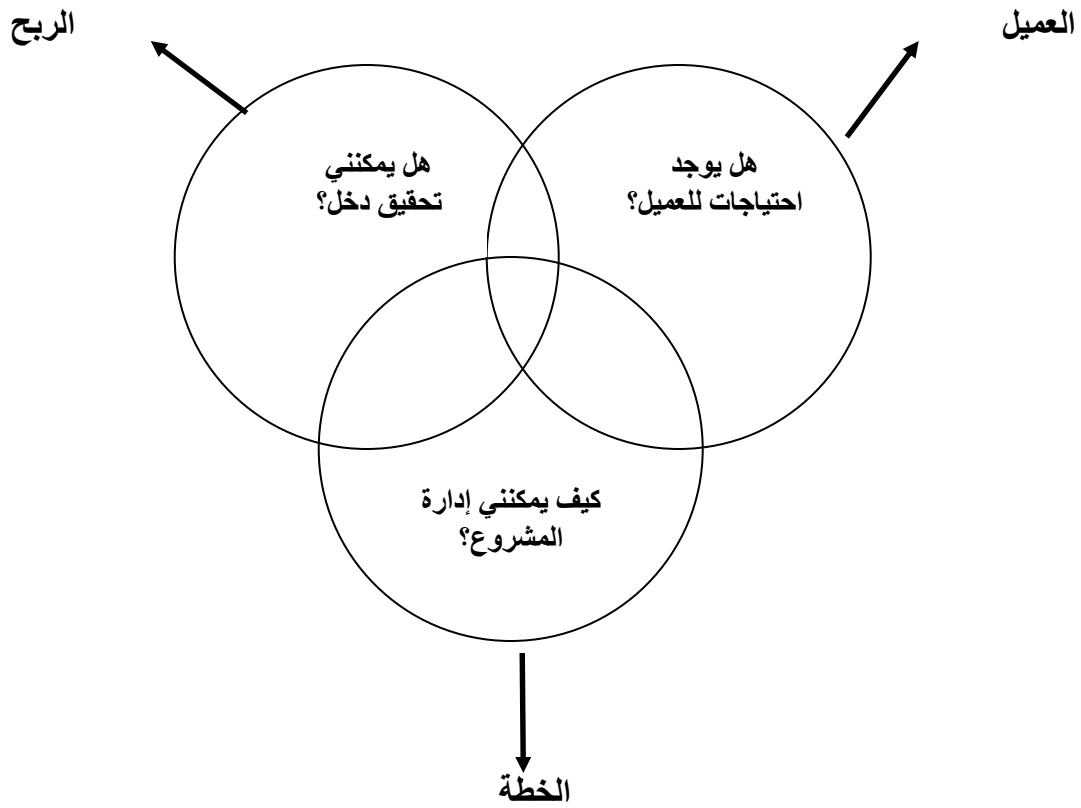 العميل
الربح
هل يوجد
احتياجات للعميل؟
هل يمكنني
تحقيق دخل؟
كيف يمكنني إدارة
المشروع؟
الخطة